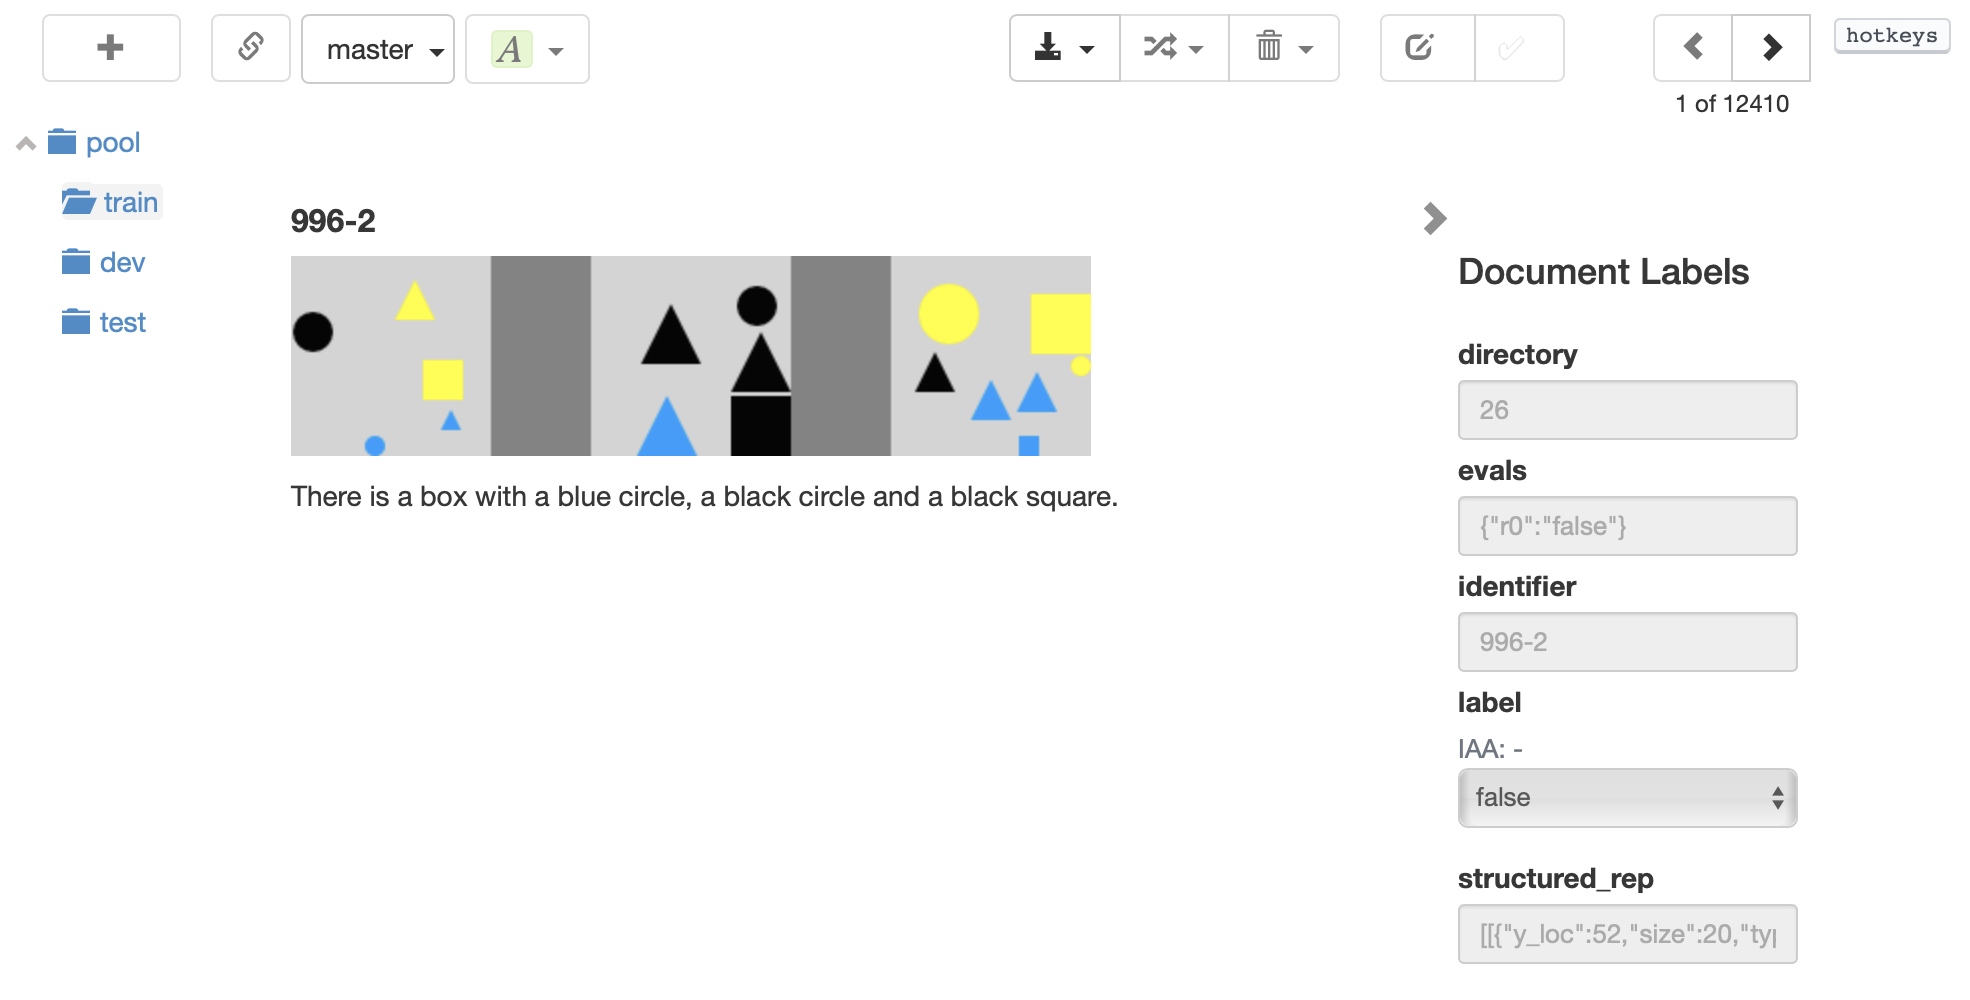 master
A
hotkeys
1 of 12410
pool
train
dev
test
996-2
There is a box with a blue circle, a black circle and a black square.
Document Labels
directory
26
evals
{"r0":"false"}
identifier
996-2
label
IAA: -
false
structured_rep
[[{"y_loc":52,"size":20,"typ